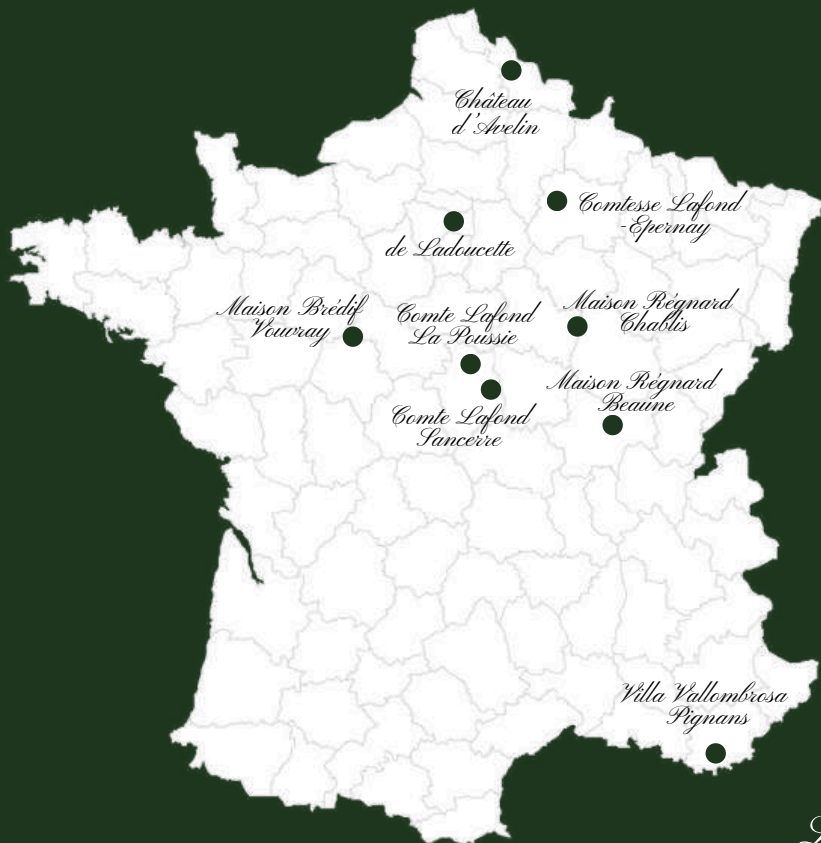 Château
d'Avelin
Comtesse Lafond
-Epernay
de Ladoucette
Maison Brédif
Vouvray
Comte Lafond
La Poussie
Maison Régnard
Chablis
Maison Régnard
Beaune
Comte Lafond
Sancerre
Villa Vallombrosa
Pignans